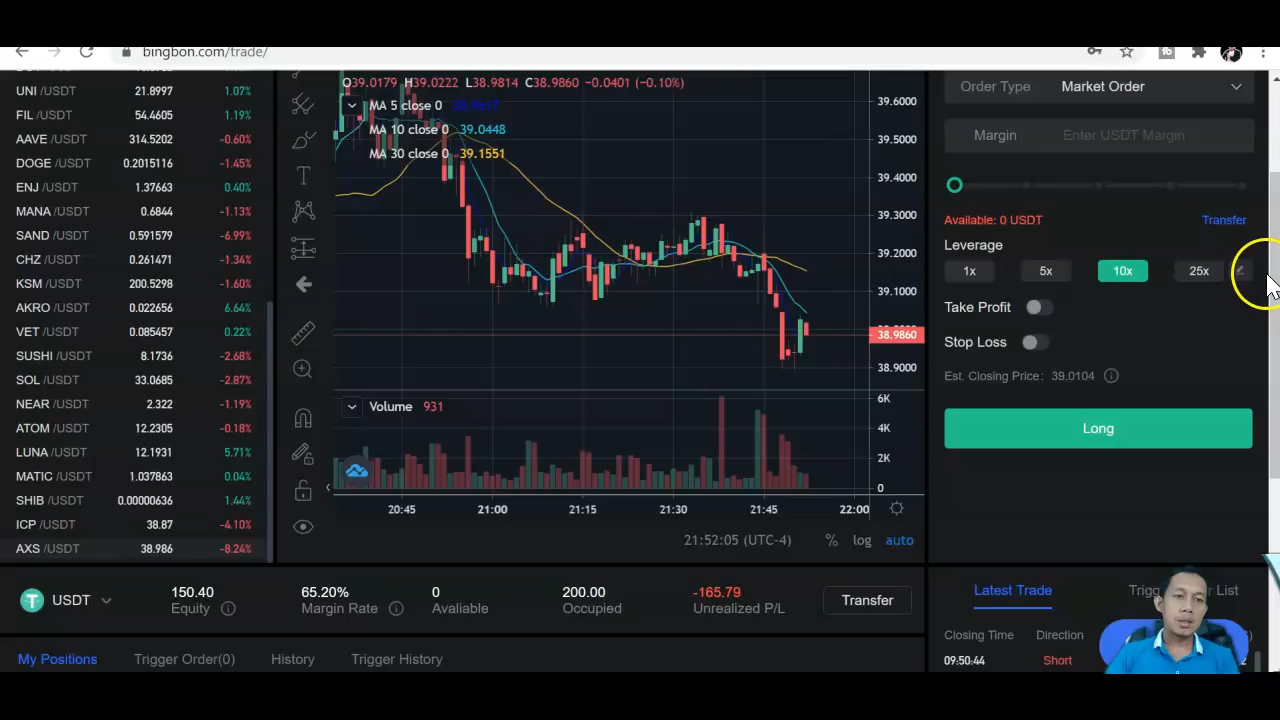 bingbon.com/trade/
UNI /USDT 21.8997 1.07%
FIL /USDT 54.4605 1.19%
AAVE /USDT 314.5202 -0.60%
DOGE /USDT 0.2015116 -1.45%
ENJ /USDT 1.37663 0.40%
MANA /USDT 0.6844 -1.13%
SAND /USDT 0.591579 -6.99%
CHZ /USDT 0.261471 -1.34%
KSM /USDT 200.5298 -1.60%
AKRO /USDT 0.022656 6.64%
VET /USDT 0.085457 0.22%
SUSHI /USDT 8.1736 -2.68%
SOL /USDT 33.0685 -2.87%
NEAR /USDT 2.322 -1.19%
ATOM /USDT 12.2305 -0.18%
LUNA /USDT 12.1931 5.71%
MATIC /USDT 1.037863 0.04%
SHIB /USDT 0.00000636 1.44%
ICP /USDT 38.87 -4.10%
AXS /USDT 38.986 -8.24%
O39.0179 H39.0222 L38.9814 C38.9860 −0.0401 (−0.10%)
MA 5 close 0 38.9617
MA 10 close 0 39.0448
MA 30 close 0 39.1551
39.6000
39.5000
39.4000
39.3000
39.2000
39.1000
38.9860
38.9000
Volume 931
6K
4K
2K
0
20:45 21:00 21:15 21:30 21:45 22:00
21:52:05 (UTC-4) % log auto
Order Type Market Order
Margin Enter USDT Margin
Available: 0 USDT Transfer
Leverage
1x 5x 10x 25x
Take Profit
Stop Loss
Est. Closing Price: 39.0104
Long
USDT
150.40 65.20% 0 200.00 -165.79
Equity Margin Rate Avaliable Occupied Unrealized P/L
Transfer
My Positions Trigger Order(0) History Trigger History
Latest Trade List
Closing Time Direction
09:50:44 Short